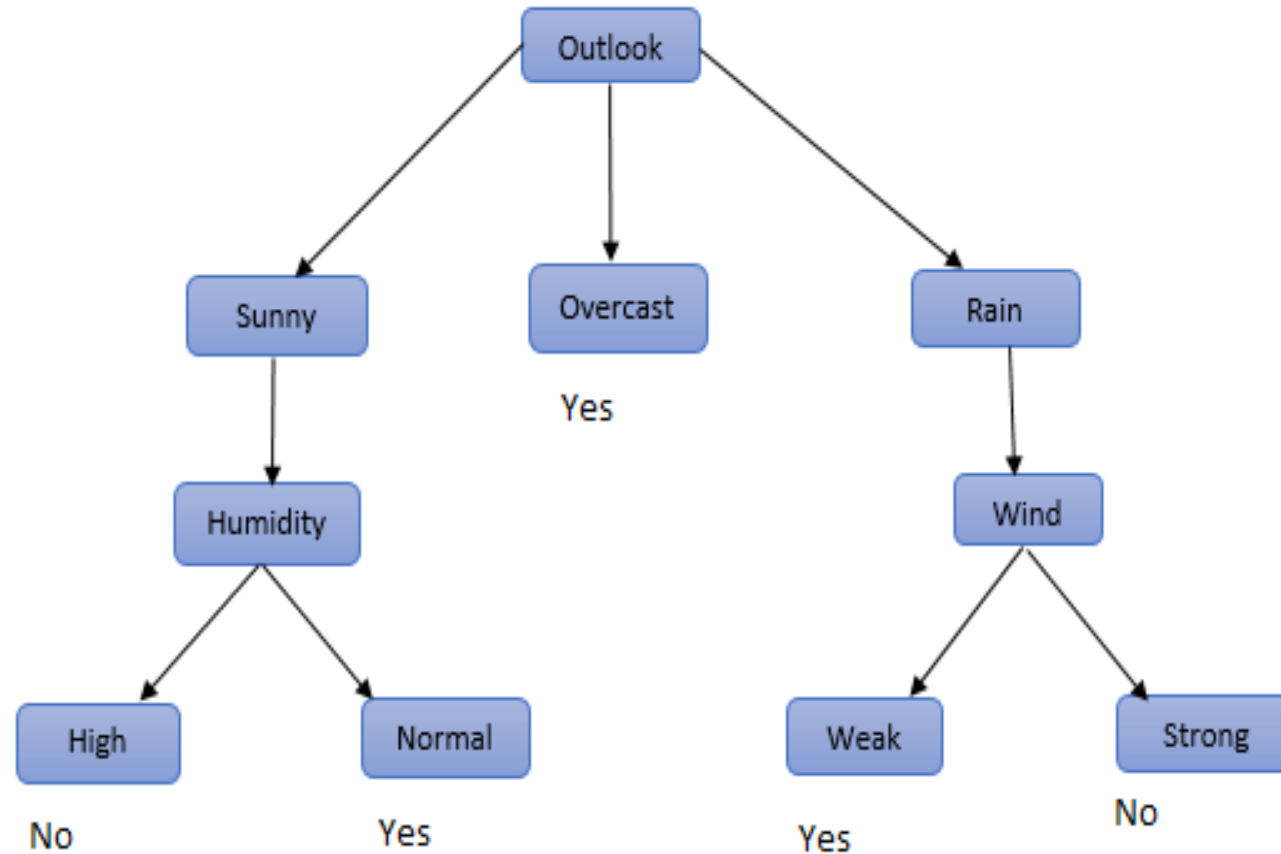 Outlook
Sunny
Overcast
Rain
Yes
Humidity
Wind
High
Normal
Weak
Strong
No
Yes
Yes
No